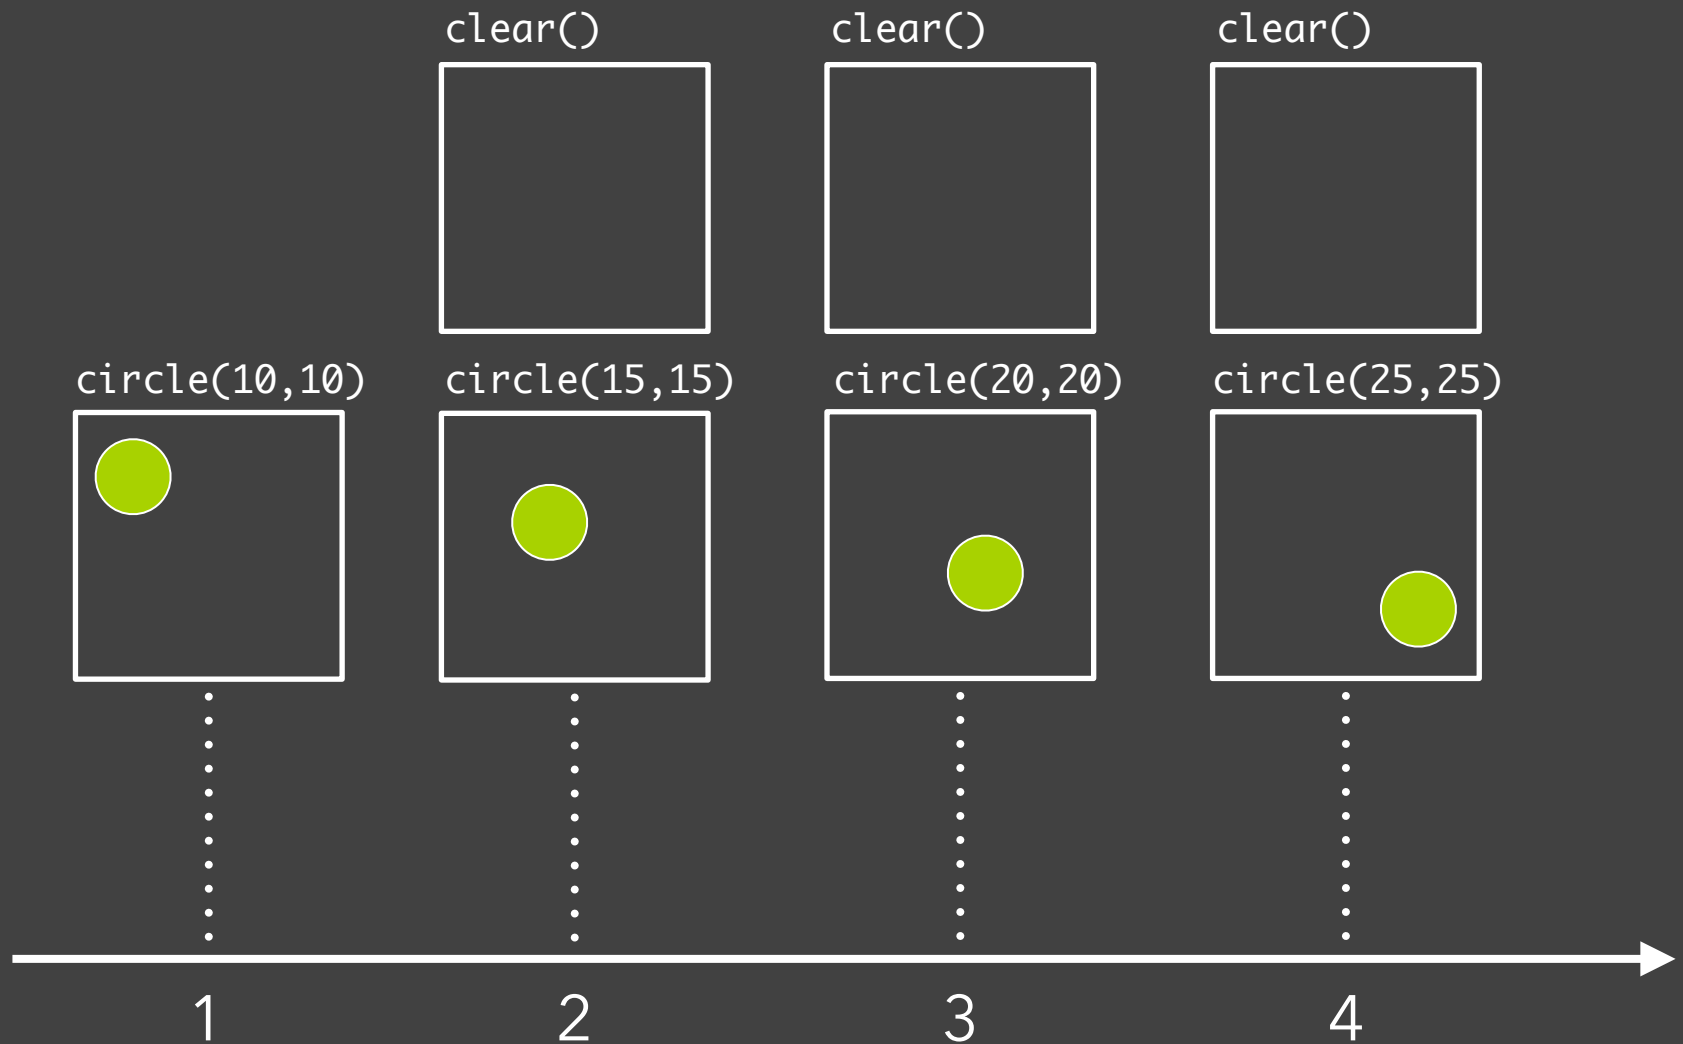 clear() clear() clear()
circle(10,10) circle(15,15) circle(20,20) circle(25,25)
1 2 3 4